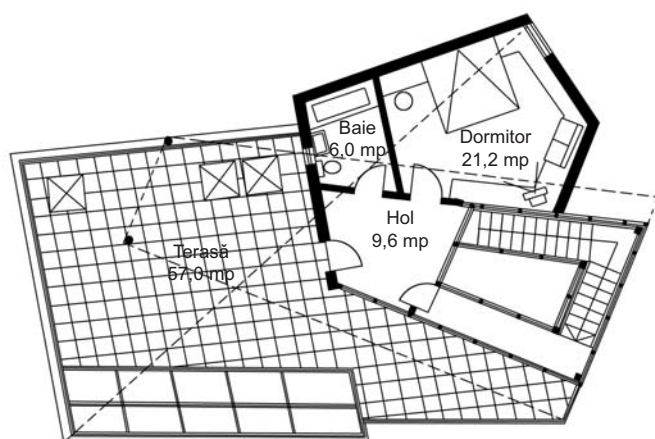 Baie
6,0 mp
Dormitor
21,2 mp
Hol
9,6 mp
Terasă
57,0 mp